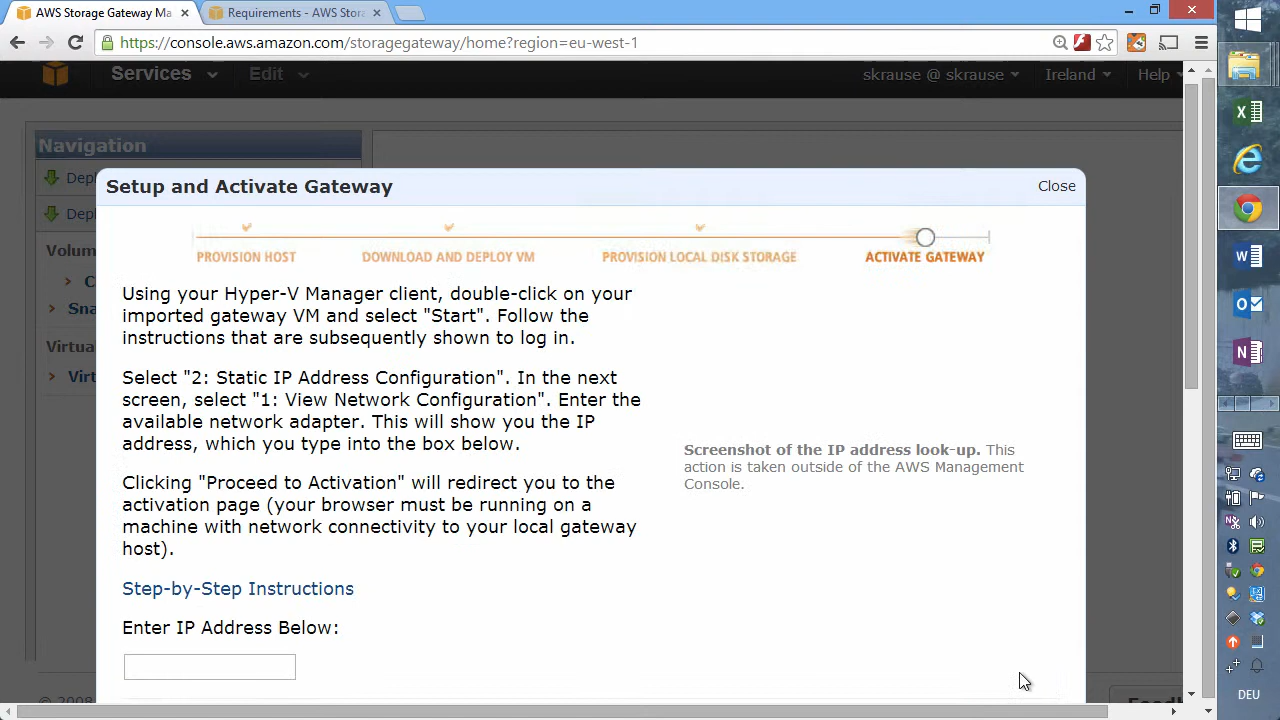 AWS Storage Gateway Ma
Requirements - AWS Stora
https://console.aws.amazon.com/storagegateway/home?region=eu-west-1
Services Edit skrause @ skrause Ireland Help
Navigation
Depl
Depl
Volum
C
Sna
Virtua
Virt
Setup and Activate Gateway
Close
PROVISION HOST DOWNLOAD AND DEPLOY VM PROVISION LOCAL DISK STORAGE ACTIVATE GATEWAY
Using your Hyper-V Manager client, double-click on your
imported gateway VM and select "Start". Follow the
instructions that are subsequently shown to log in.
Select "2: Static IP Address Configuration". In the next
screen, select "1: View Network Configuration". Enter the
available network adapter. This will show you the IP
address, which you type into the box below.
Screenshot of the IP address look-up. This
action is taken outside of the AWS Management
Console.
Clicking "Proceed to Activation" will redirect you to the
activation page (your browser must be running on a
machine with network connectivity to your local gateway
host).
Step-by-Step Instructions
Enter IP Address Below:
© 2008
DEU